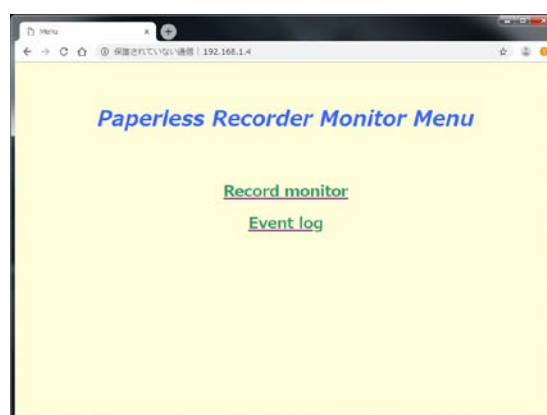 Menu
保護されていない通信 | 192.168.1.4
Paperless Recorder Monitor Menu
Record monitor
Event log